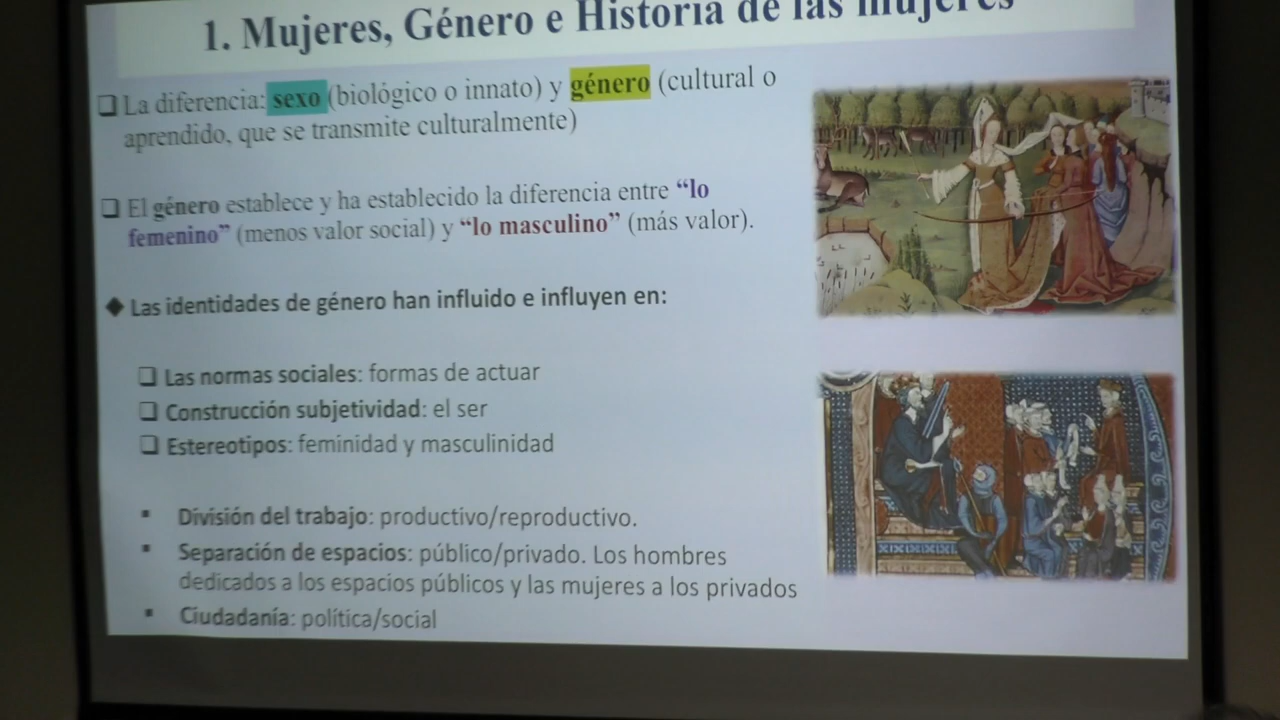 1. Mujeres, Género e Historia de las mujeres
La diferencia: sexo (biológico o innato) y género (cultural o
aprendido, que se transmite culturalmente)
El género establece y ha establecido la diferencia entre “lo
femenino” (menos valor social) y “lo masculino” (más valor).
Las identidades de género han influido e influyen en:
Las normas sociales: formas de actuar
Construcción subjetividad: el ser
Estereotipos: feminidad y masculinidad
División del trabajo: productivo/reproductivo.
Separación de espacios: público/privado. Los hombres
dedicados a los espacios públicos y las mujeres a los privados
Ciudadanía: política/social